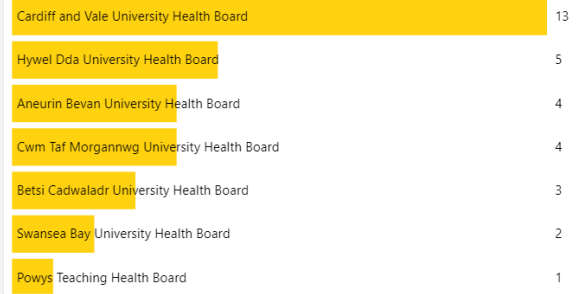 Cardiff and Vale University Health Board 13
Hywel Dda University Health Board 5
Aneurin Bevan University Health Board 4
Cwm Taf Morgannwg University Health Board 4
Betsi Cadwaladr University Health Board 3
Swansea Bay University Health Board 2
Powys Teaching Health Board 1